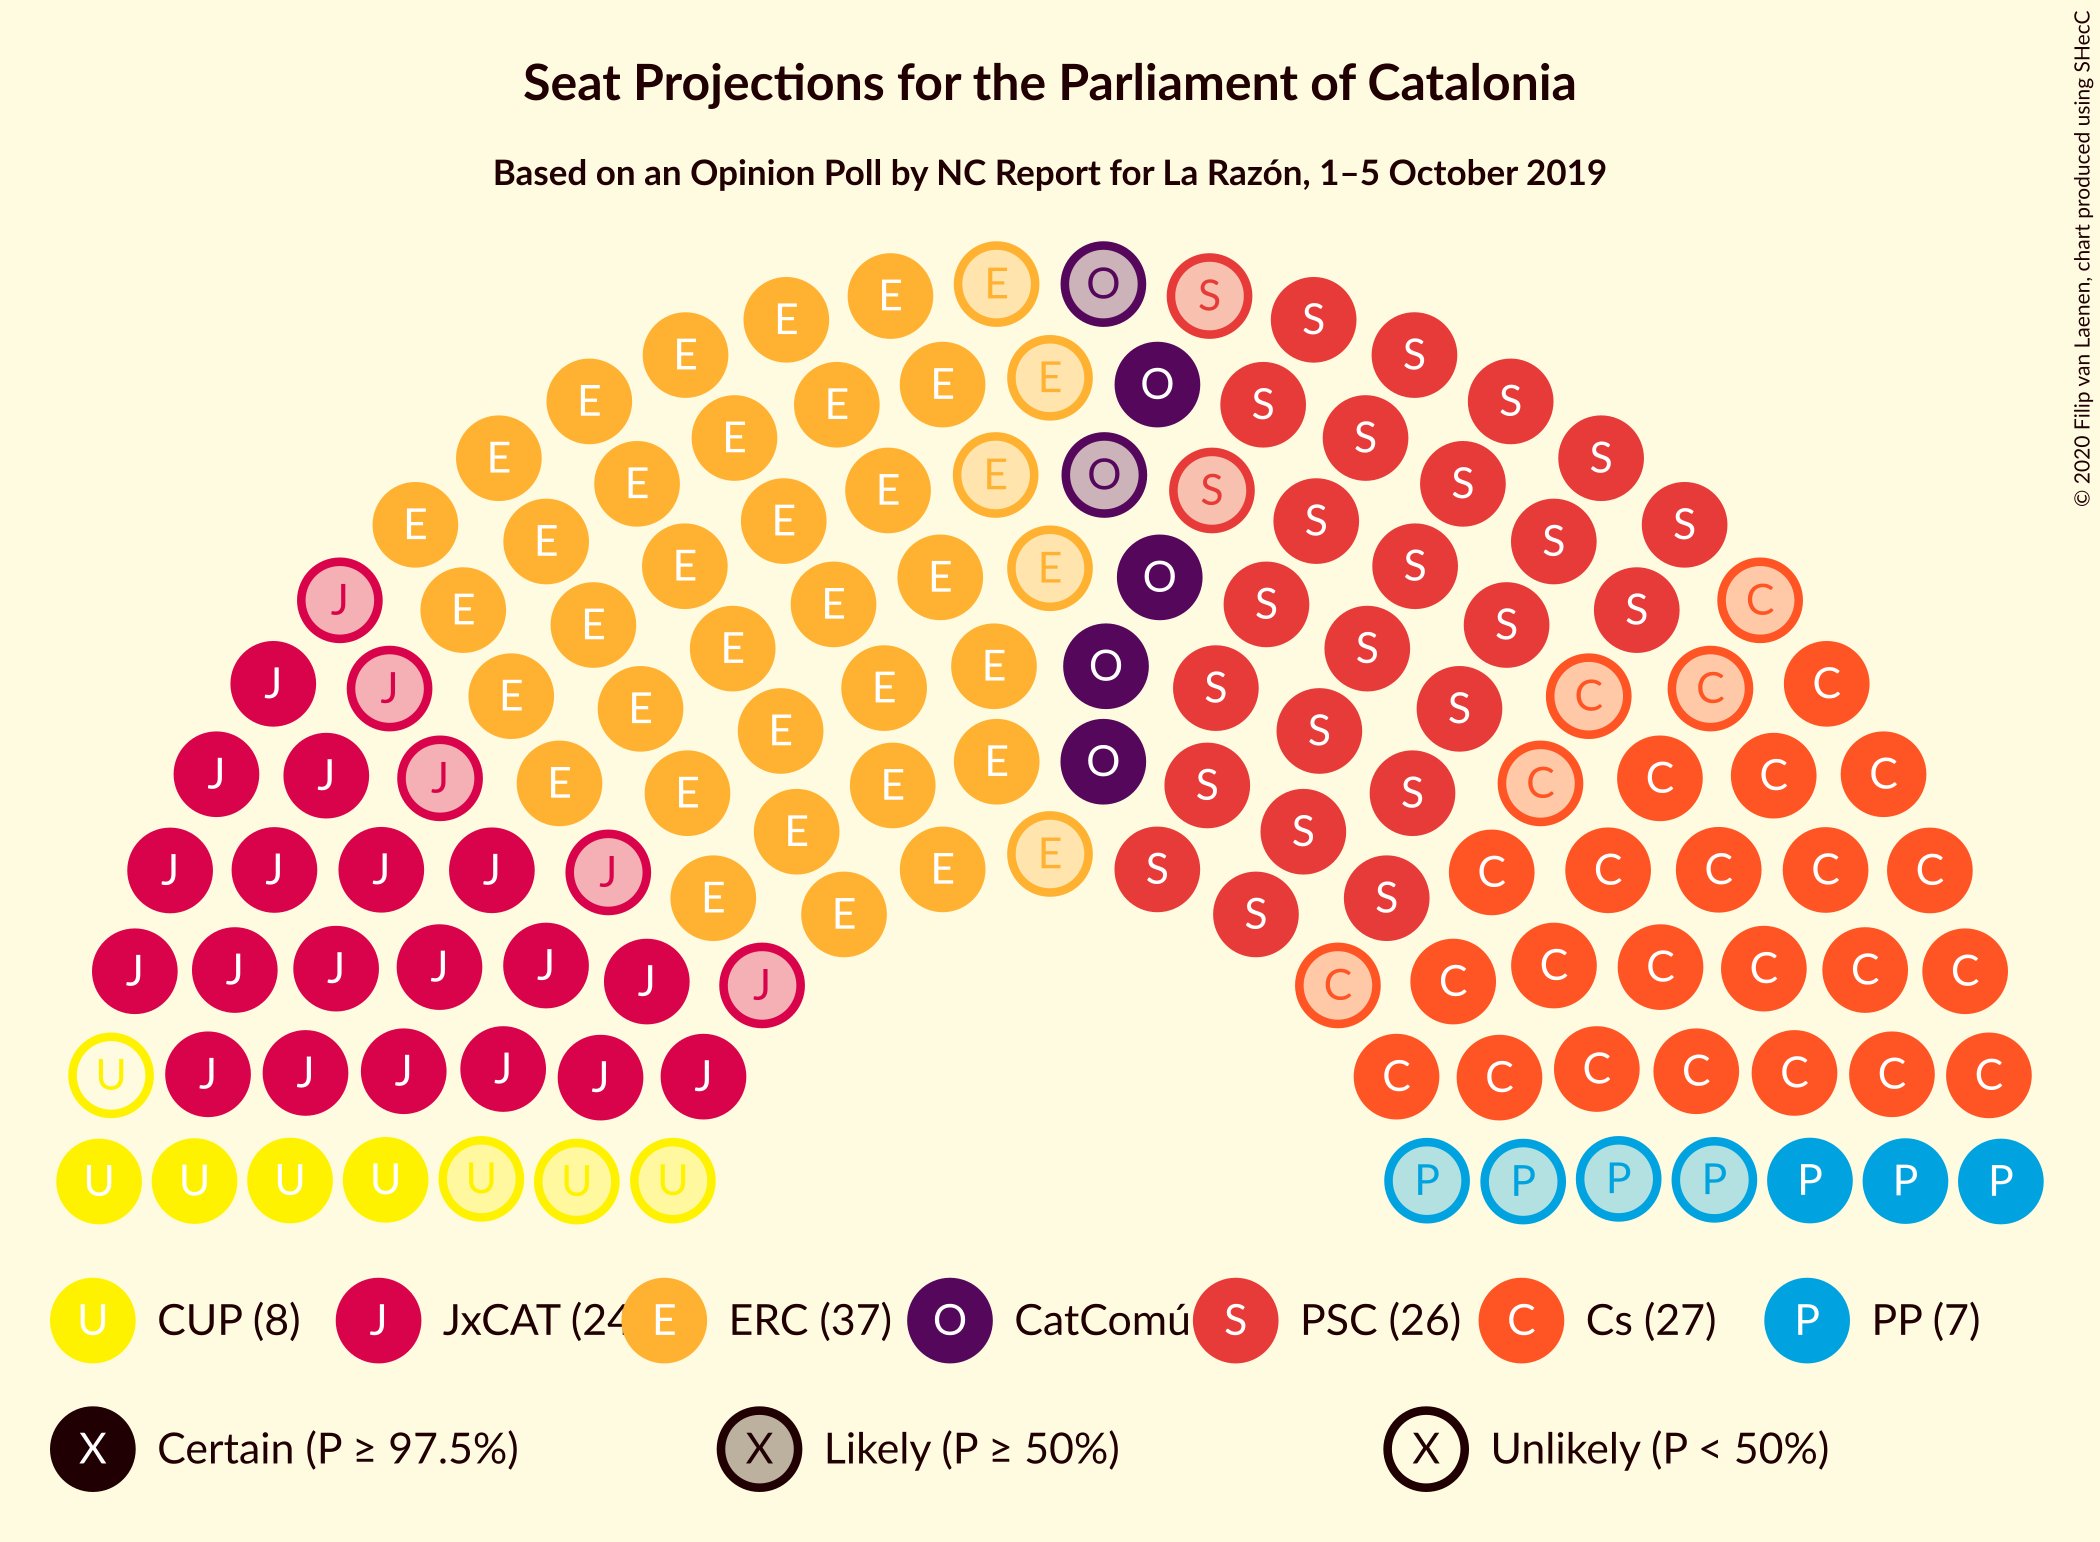 Seat Projections for the Parliament of Catalonia
Based on an Opinion Poll by NC Report for La Razón, 1–5 October 2019
© 2020 Filip van Laenen, chart produced using SHecC
U U J J J J J E E E E E E E O S S S S S S C C C C C C P
U J J J J J E E E E E E E O S S S S S C C C C C P
U J J J J E E E E E E O S S S S C C C C C P
U J J J E E E E E E O S S S C C C C P
U J J J E E E E O S S S C C C P
U J J E E E E O S S S C C P
U J J E E E S S C C P
U CUP (8) J JxCAT (24 E ERC (37) O CatComú S PSC (26) C Cs (27) P PP (7)
X Certain (P ≥ 97.5%) X Likely (P ≥ 50%) X Unlikely (P < 50%)